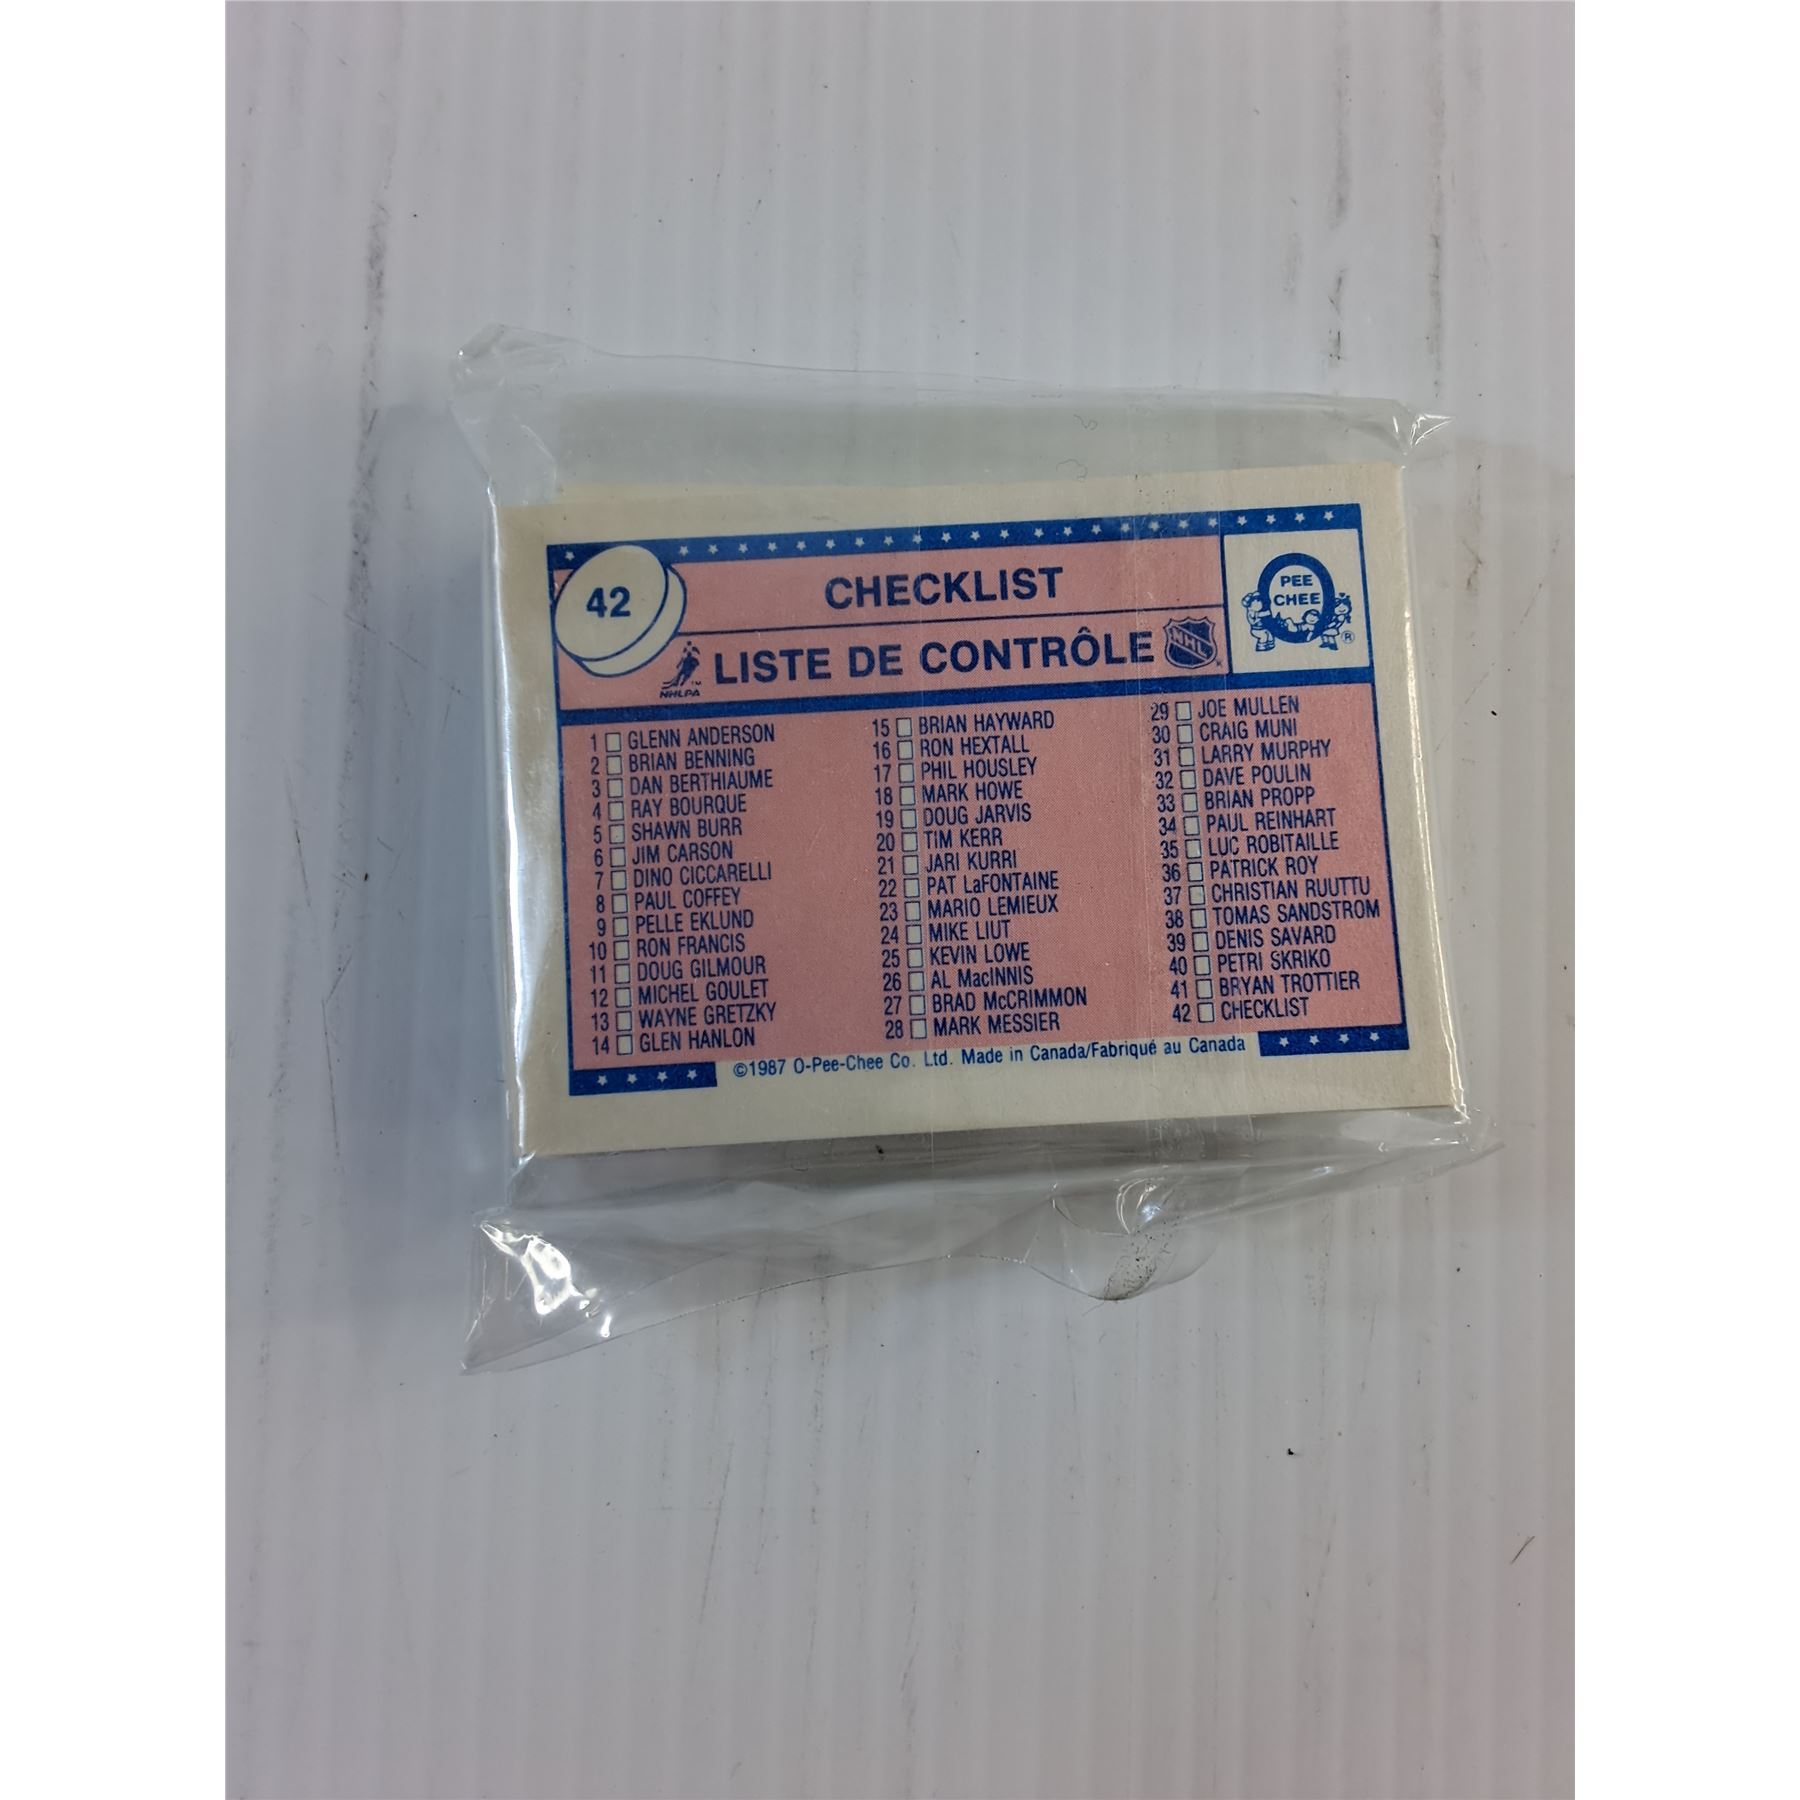 42
CHECKLIST
PEE
CHEE
®
NHLPA
™
LISTE DE CONTRÔLE
NHL
1 GLENN ANDERSON
2 BRIAN BENNING
3 DAN BERTHIAUME
4 RAY BOURQUE
5 SHAWN BURR
6 JIM CARSON
7 DINO CICCARELLI
8 PAUL COFFEY
9 PELLE EKLUND
10 RON FRANCIS
11 DOUG GILMOUR
12 MICHEL GOULET
13 WAYNE GRETZKY
14 GLEN HANLON
15 BRIAN HAYWARD
16 RON HEXTALL
17 PHIL HOUSLEY
18 MARK HOWE
19 DOUG JARVIS
20 TIM KERR
21 JARI KURRI
22 PAT LaFONTAINE
23 MARIO LEMIEUX
24 MIKE LIUT
25 KEVIN LOWE
26 AL MacINNIS
27 BRAD McCRIMMON
28 MARK MESSIER
29 JOE MULLEN
30 CRAIG MUNI
31 LARRY MURPHY
32 DAVE POULIN
33 BRIAN PROPP
34 PAUL REINHART
35 LUC ROBITAILLE
36 PATRICK ROY
37 CHRISTIAN RUUTTU
38 TOMAS SANDSTROM
39 DENIS SAVARD
40 PETRI SKRIKO
41 BRYAN TROTTIER
42 CHECKLIST
©1987 O-Pee-Chee Co. Ltd. Made in Canada/Fabriqué au Canada